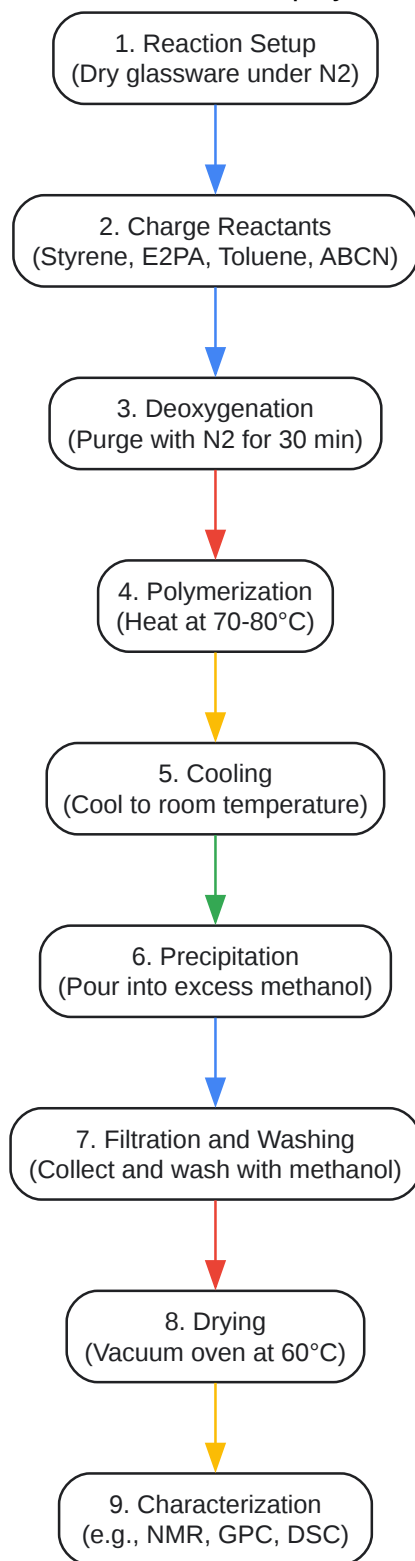 1. Reaction Setup
(Dry glassware under N2)
2. Charge Reactants
(Styrene, E2PA, Toluene, ABCN)
3. Deoxygenation
(Purge with N2 for 30 min)
4. Polymerization
(Heat at 70-80°C)
5. Cooling
(Cool to room temperature)
6. Precipitation
(Pour into excess methanol)
7. Filtration and Washing
(Collect and wash with methanol)
8. Drying
(Vacuum oven at 60°C)
9. Characterization
(e.g., NMR, GPC, DSC)